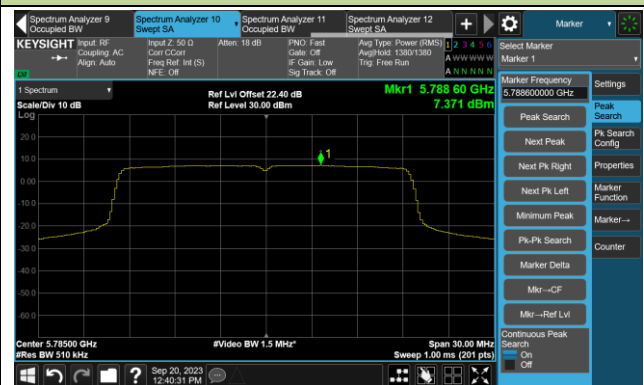 Spectrum Analyzer 9
Occupied BW
Spectrum Analyzer 10
Swept SA
Spectrum Analyzer 11
Occupied BW
Spectrum Analyzer 12
Swept SA
Marker
KEYSIGHT
Input: RF
Coupling: AC
Align: Auto
Input Z: 50 Ω
Corr CCorr
Freq Ref: Int (S)
NFE: Off
Atten: 18 dB
PNO: Fast
Gate: Off
IF Gain: Low
Sig Track: Off
Avg Type: Power (RMS)
Avg|Hold: 1380/1380
Trig: Free Run
1 2 3 4 5 6
A W W W W W
A N N N N N
Select Marker
Marker 1
LXI
1 Spectrum
Scale/Div 10 dB
Ref Lvl Offset 22.40 dB
Ref Level 30.00 dBm
Mkr1 5.788 60 GHz
7.371 dBm
Log
20.0
10.0
0.00
-10.0
-20.0
-30.0
-40.0
-50.0
-60.0
1
Center 5.78500 GHz
#Res BW 510 kHz
#Video BW 1.5 MHz*
Span 30.00 MHz
Sweep 1.00 ms (201 pts)
Marker Frequency
5.788600000 GHz
Peak Search
Next Peak
Next Pk Right
Next Pk Left
Minimum Peak
Pk-Pk Search
Marker Delta
Mkr→CF
Mkr→Ref Lvl
Continuous Peak
Search
On
Off
Settings
Peak
Search
Pk Search
Config
Properties
Marker
Function
Marker→
Counter
Sep 20, 2023
12:40:31 PM